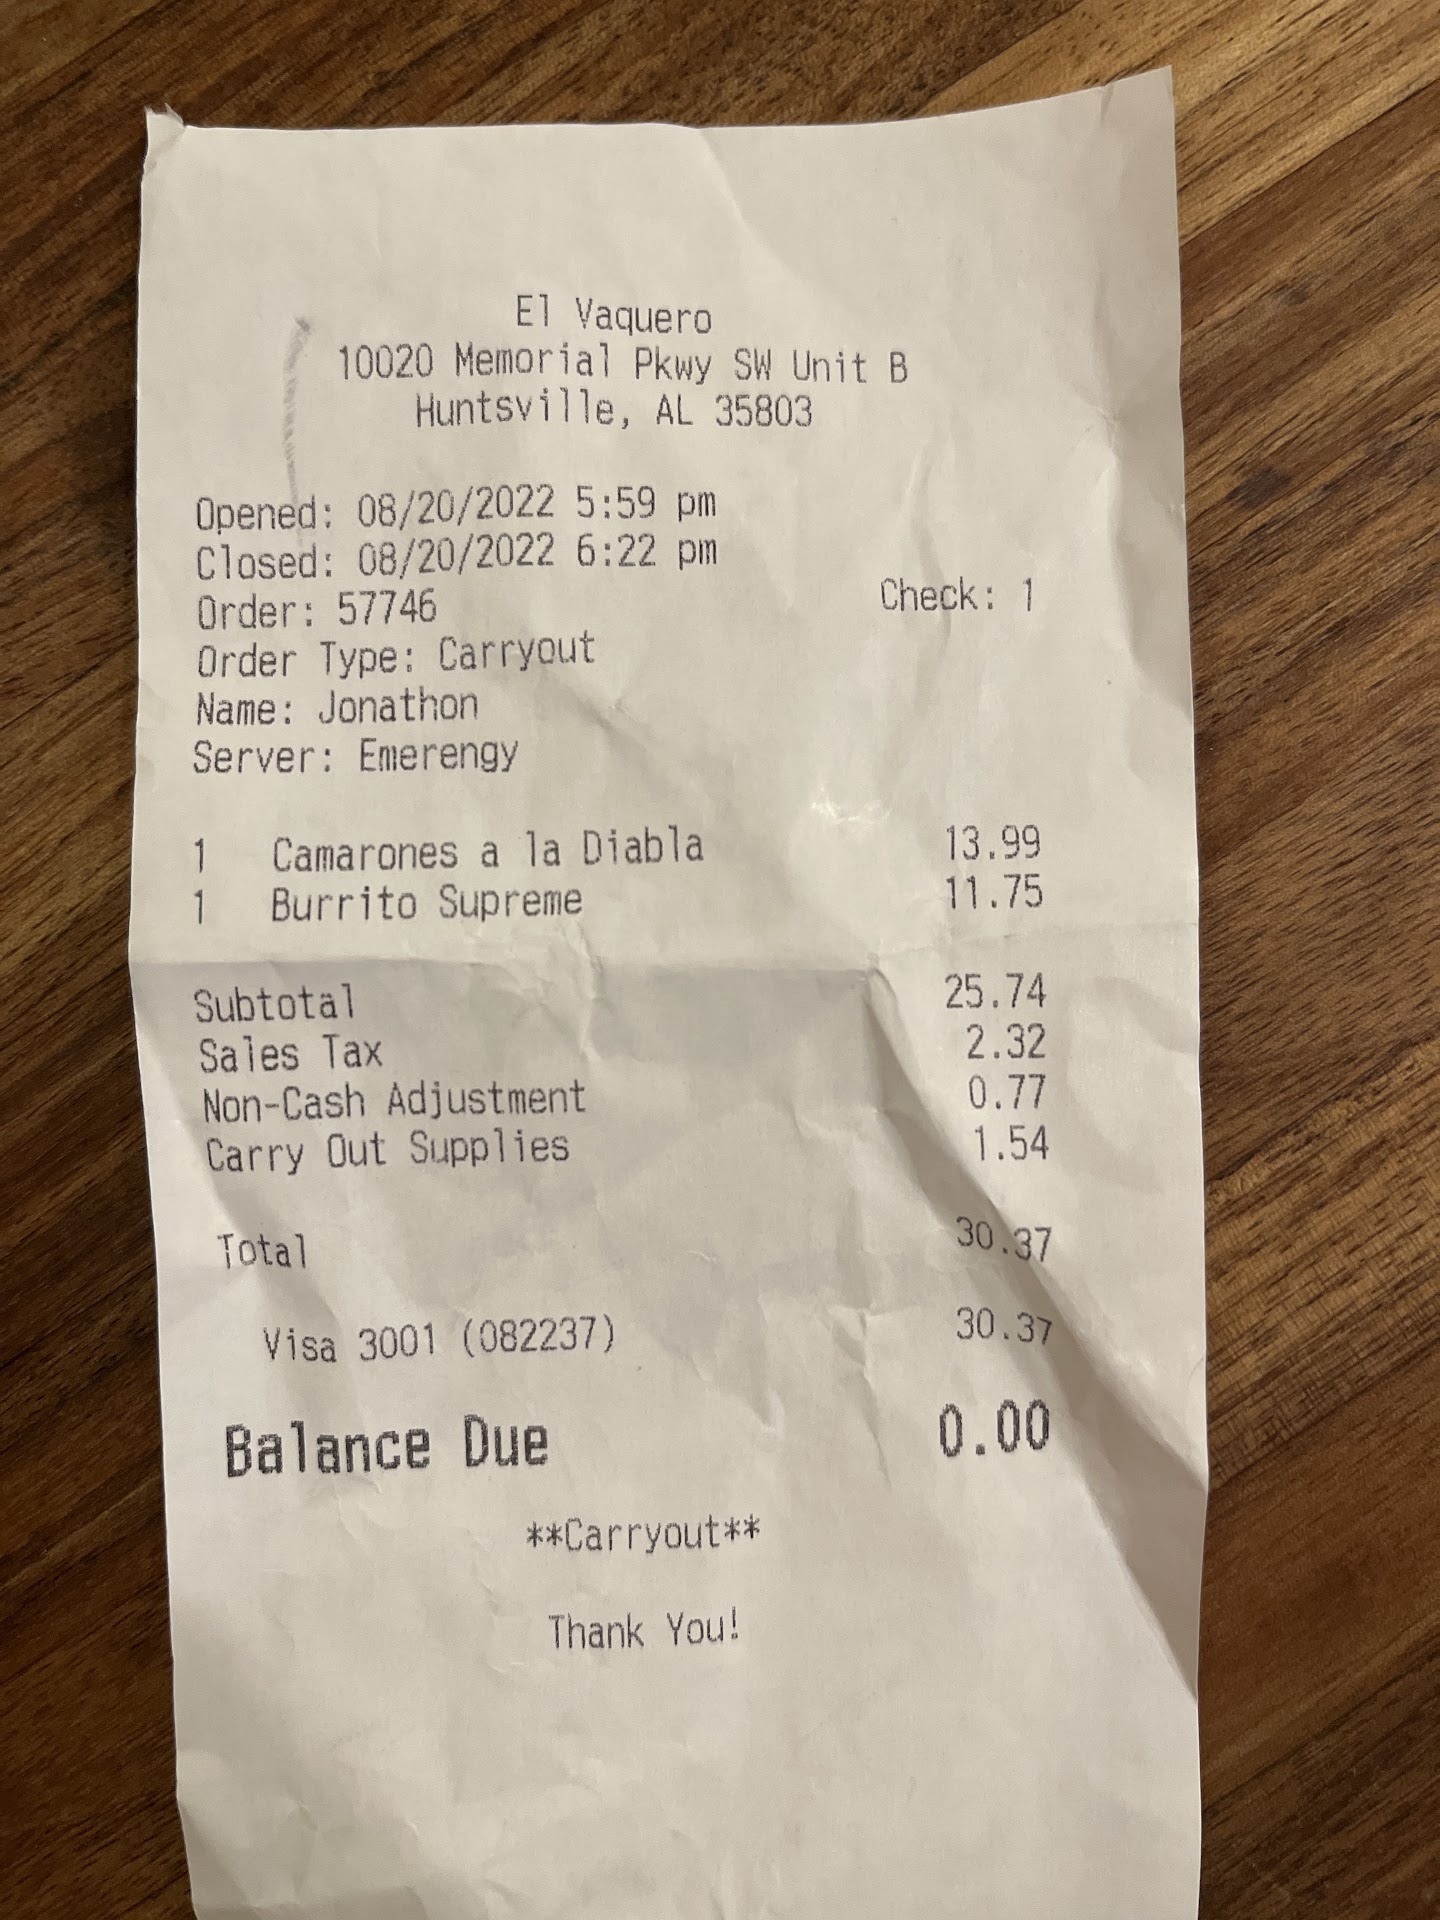 El Vaquero
10020 Memorial Pkwy SW Unit B
Huntsville, AL 35803
Opened: 08/20/2022 5:59 pm
Closed: 08/20/2022 6:22 pm
Order: 57746 Check: 1
Order Type: Carryout
Name: Jonathon
Server: Emerengy
1 Camarones a la Diabla 13.99
1 Burrito Supreme 11.75
Subtotal 25.74
Sales Tax 2.32
Non-Cash Adjustment 0.77
Carry Out Supplies 1.54
Total 30.37
Visa 3001 (082237) 30.37
Balance Due 0.00
**Carryout**
Thank You!